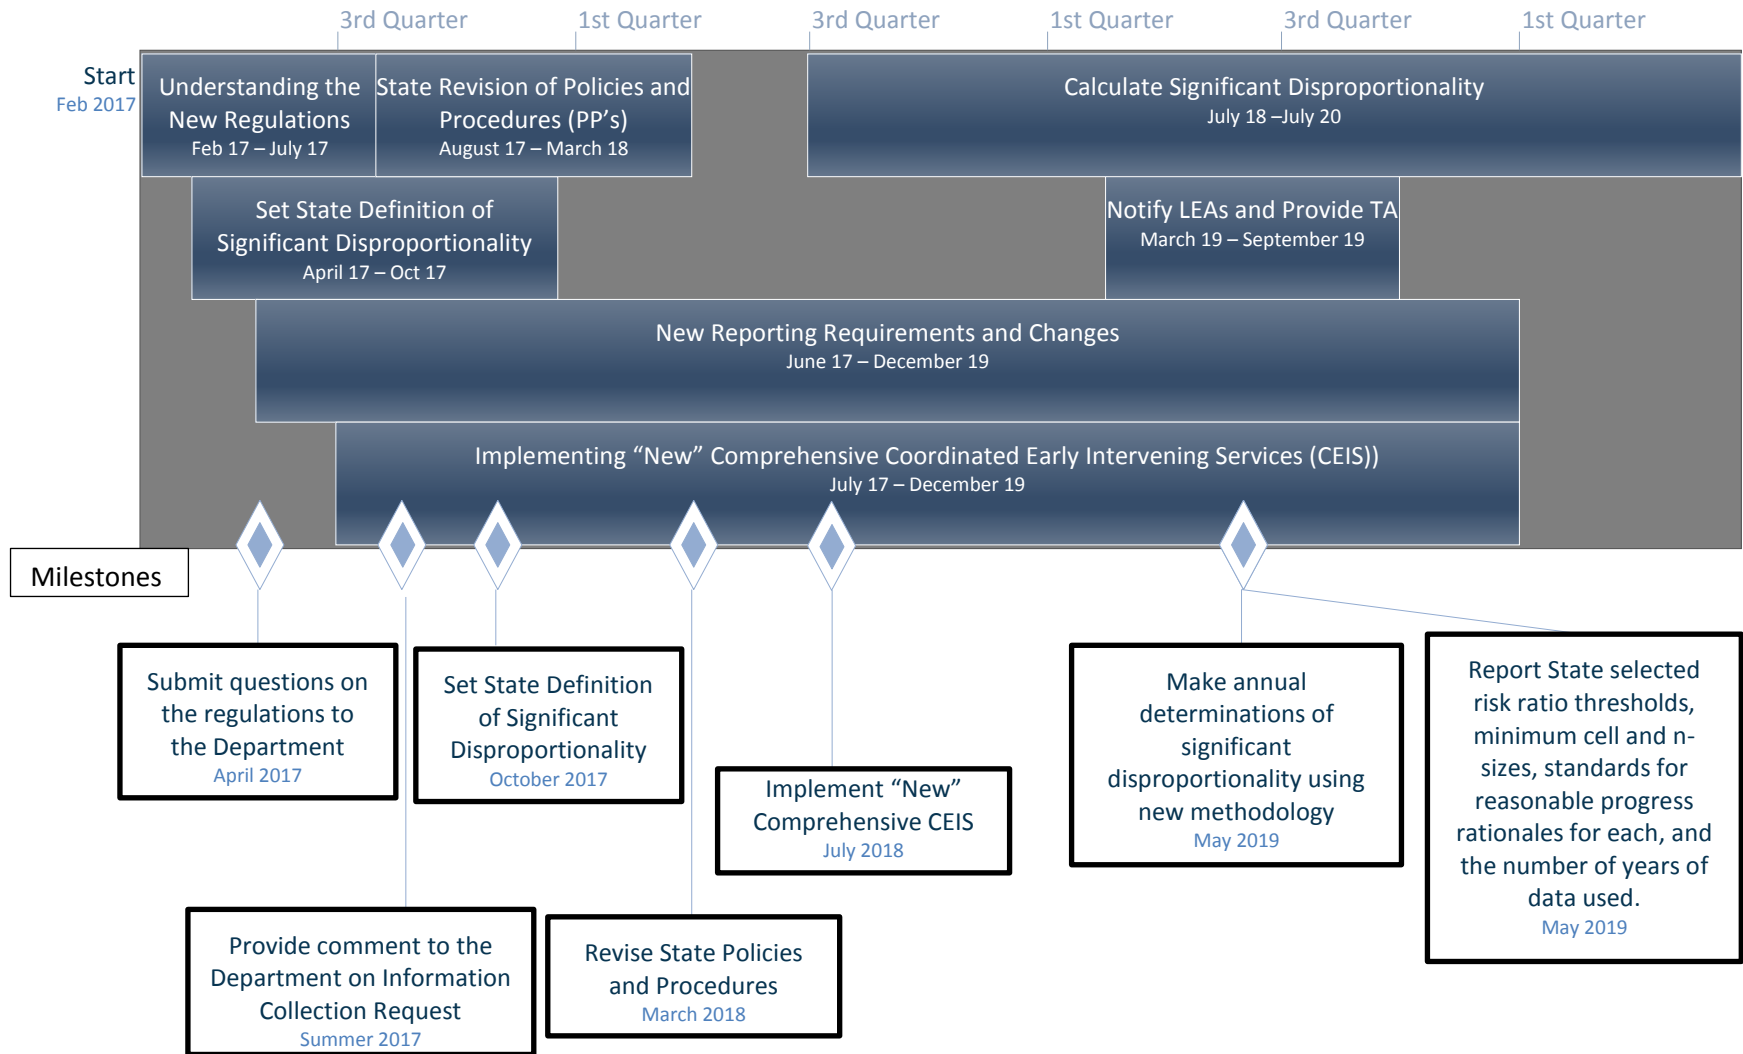 3rd Quarter
1st Quarter
3rd Quarter
1st Quarter
3rd Quarter
1st Quarter
Start
Feb 2017
Understanding the
New Regulations
Feb 17 – July 17
State Revision of Policies and
Procedures (PP’s)
August 17 – March 18
Calculate Significant Disproportionality
July 18 –July 20
Set State Definition of
Significant Disproportionality
April 17 – Oct 17
Notify LEAs and Provide TA
March 19 – September 19
New Reporting Requirements and Changes
June 17 – December 19
Implementing “New” Comprehensive Coordinated Early Intervening Services (CEIS))
July 17 – December 19
Milestones
Submit questions on
the regulations to
the Department
April 2017
Set State Definition
of Significant
Disproportionality
October 2017
Implement “New”
Comprehensive CEIS
July 2018
Make annual
determinations of
significant
disproportionality using
new methodology
May 2019
Report State selected
risk ratio thresholds,
minimum cell and n-
sizes, standards for
reasonable progress
rationales for each, and
the number of years of
data used.
May 2019
Provide comment to the
Department on Information
Collection Request
Summer 2017
Revise State Policies
and Procedures
March 2018